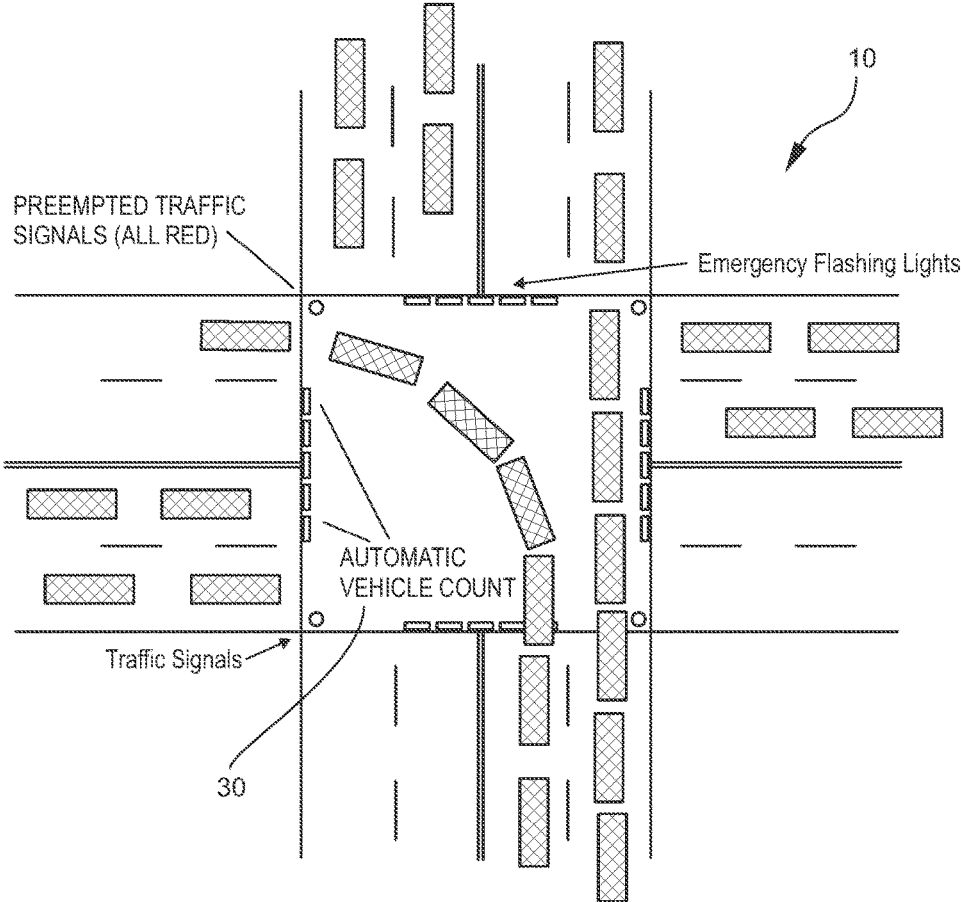 10
PREEMPTED TRAFFIC
SIGNALS (ALL RED)
Emergency Flashing Lights
AUTOMATIC
VEHICLE COUNT
Traffic Signals
30